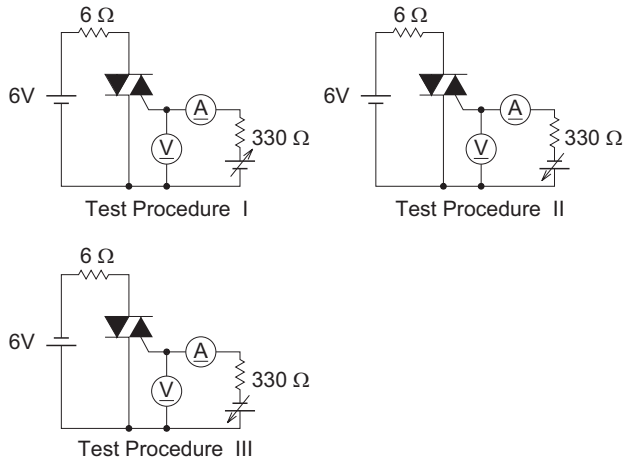 6 Ω
6V
A
V
330 Ω
Test Procedure I
6 Ω
6V
A
V
330 Ω
Test Procedure II
6 Ω
6V
A
V
330 Ω
Test Procedure III